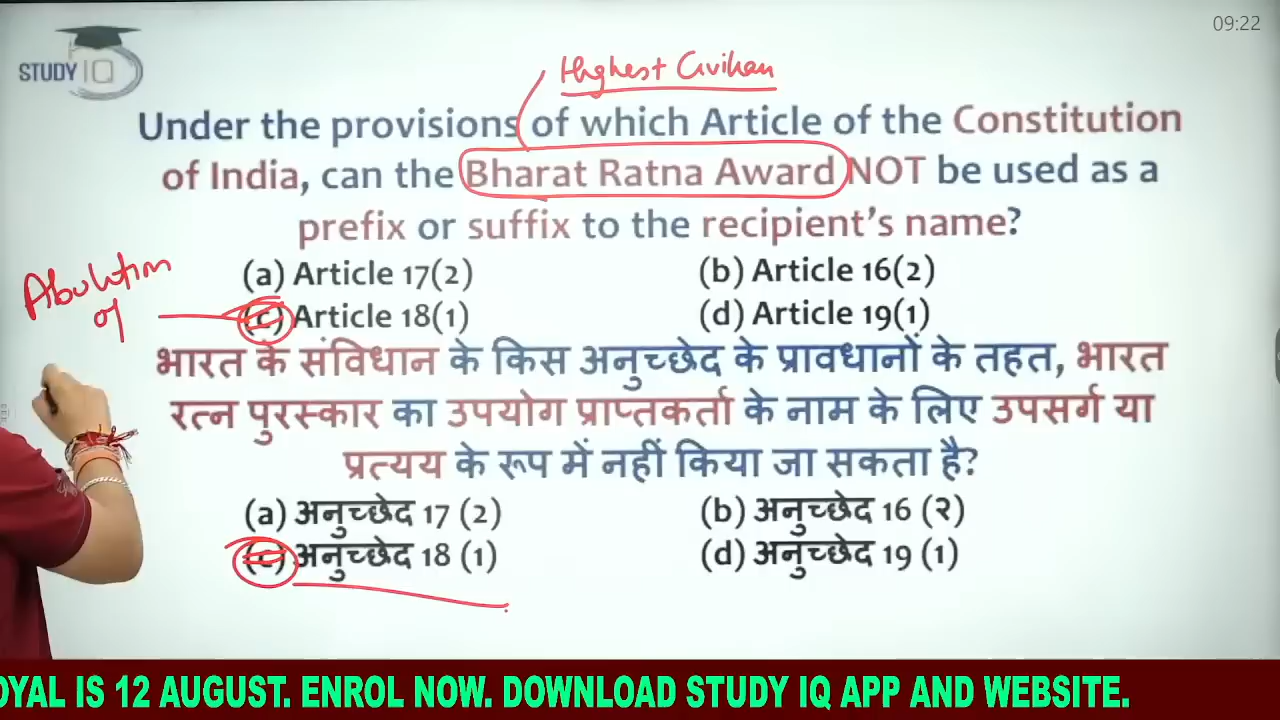 09:22
STUDY IQ
Highest Civilian
Under the provisions of which Article of the Constitution
of India, can the Bharat Ratna Award NOT be used as a
prefix or suffix to the recipient's name?
Abolution
of
(a) Article 17(2) (b) Article 16(2)
(c) Article 18(1) (d) Article 19(1)
भारत के संविधान के किस अनुच्छेद के प्रावधानों के तहत, भारत
रत्न पुरस्कार का उपयोग प्राप्तकर्ता के नाम के लिए उपसर्ग या
प्रत्यय के रूप में नहीं किया जा सकता है?
(a) अनुच्छेद 17 (2) (b) अनुच्छेद 16 (२)
(c) अनुच्छेद 18 (1) (d) अनुच्छेद 19 (1)
OYAL IS 12 AUGUST. ENROL NOW. DOWNLOAD STUDY IQ APP AND WEBSITE.